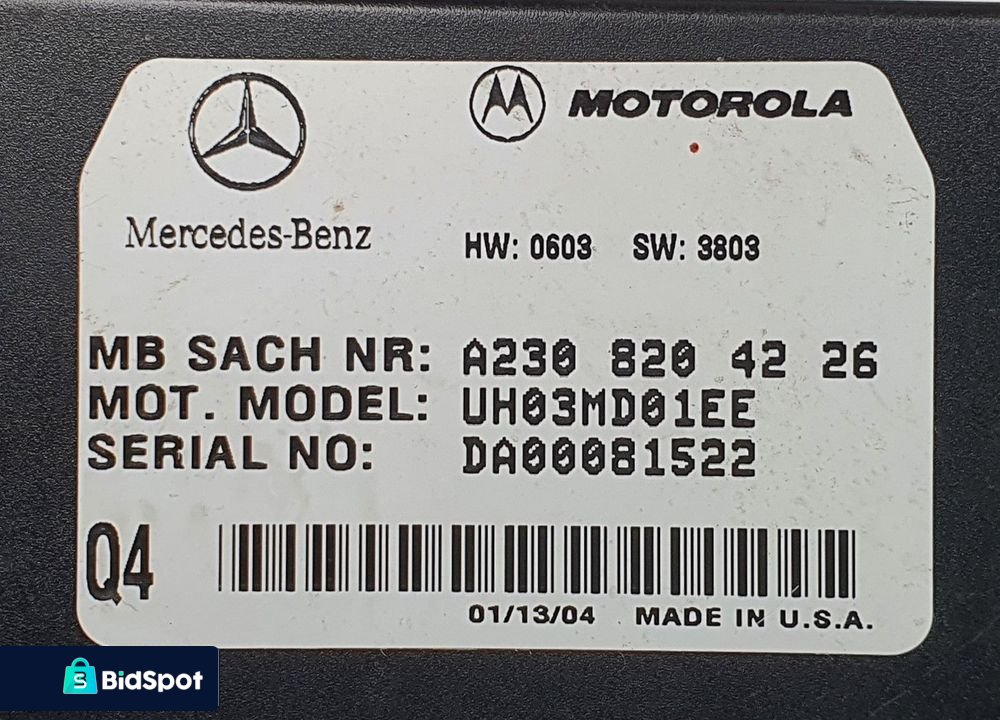 MOTOROLA
Mercedes-Benz
HW: 0603 SW: 3803
MB SACH NR: A230 820 42 26
MOT. MODEL: UH03MD01EE
SERIAL NO: DA00081522
Q4
01/13/04 MADE IN U.S.A.
S BidSpot